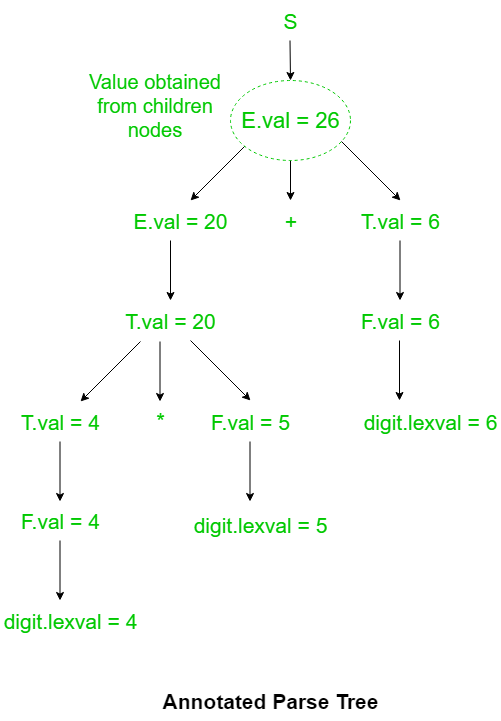 S
Value obtained
from children
nodes
E.val = 26
E.val = 20
+
T.val = 6
T.val = 20
F.val = 6
T.val = 4
*
F.val = 5
digit.lexval = 6
F.val = 4
digit.lexval = 5
digit.lexval = 4
Annotated Parse Tree